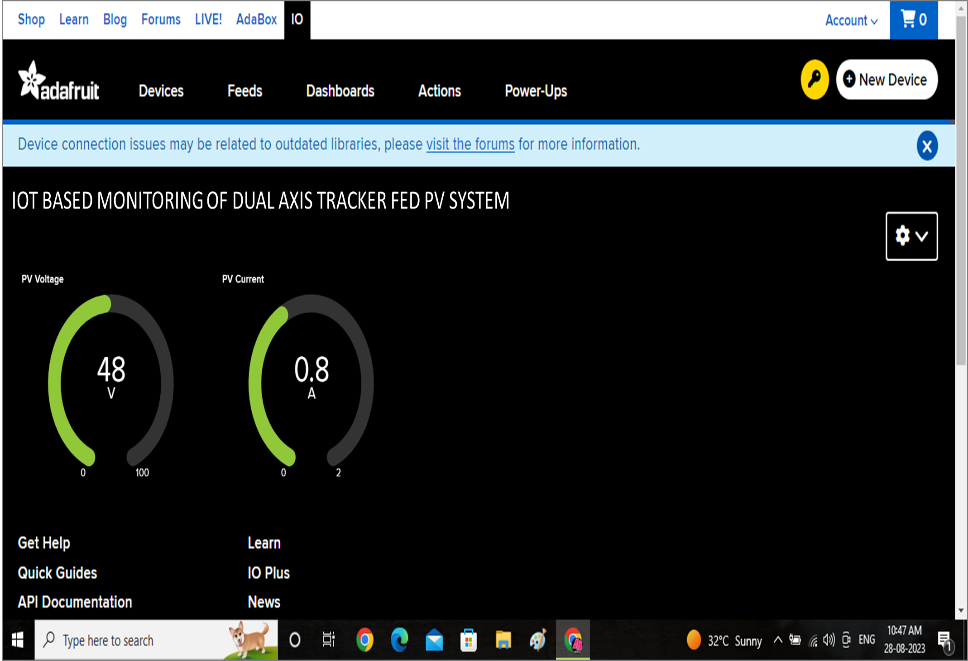 Shop Learn Blog Forums LIVE! AdaBox IO Account 0
adafruit Devices Feeds Dashboards Actions Power-Ups New Device
Device connection issues may be related to outdated libraries, please visit the forums for more information. X
IOT BASED MONITORING OF DUAL AXIS TRACKER FED PV SYSTEM
PV Voltage PV Current
48 0.8
V A
0 100 0 2
Get Help Learn
Quick Guides IO Plus
API Documentation News
Type here to search 32°C Sunny ENG 10:47 AM
28-08-2023 1